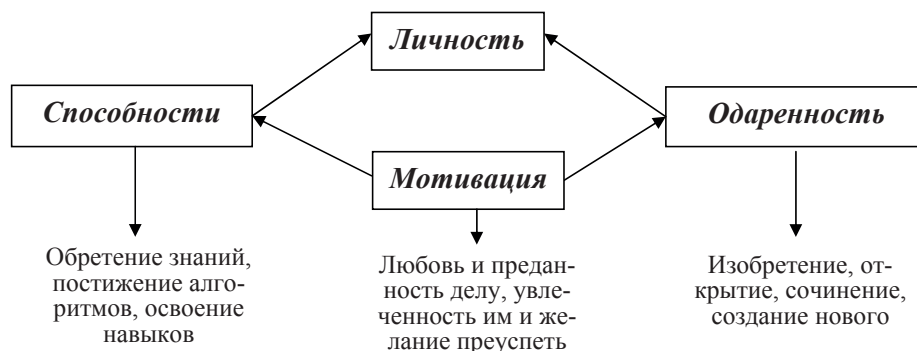 Личность
Способности
Одаренность
Мотивация
Обретение знаний,
постижение алго-
ритмов, освоение
навыков
Любовь и предан-
ность делу, увле-
ченность им и же-
лание преуспеть
Изобретение, от-
крытие, сочинение,
создание нового